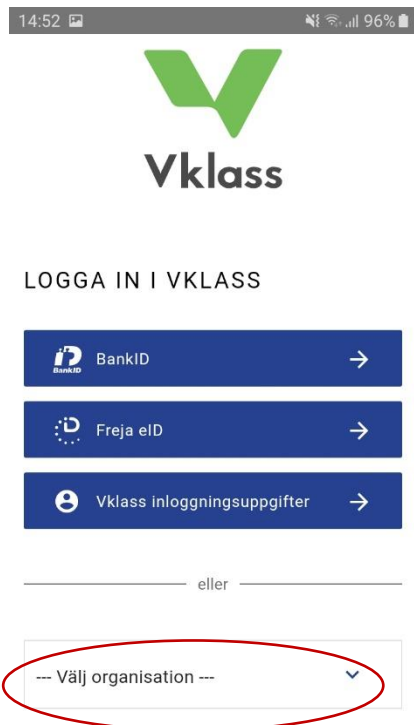 14:52 96%
Vklass
LOGGA IN I VKLASS
BankID BankID
Freja eID
Vklass inloggningsuppgifter
eller
--- Välj organisation ---